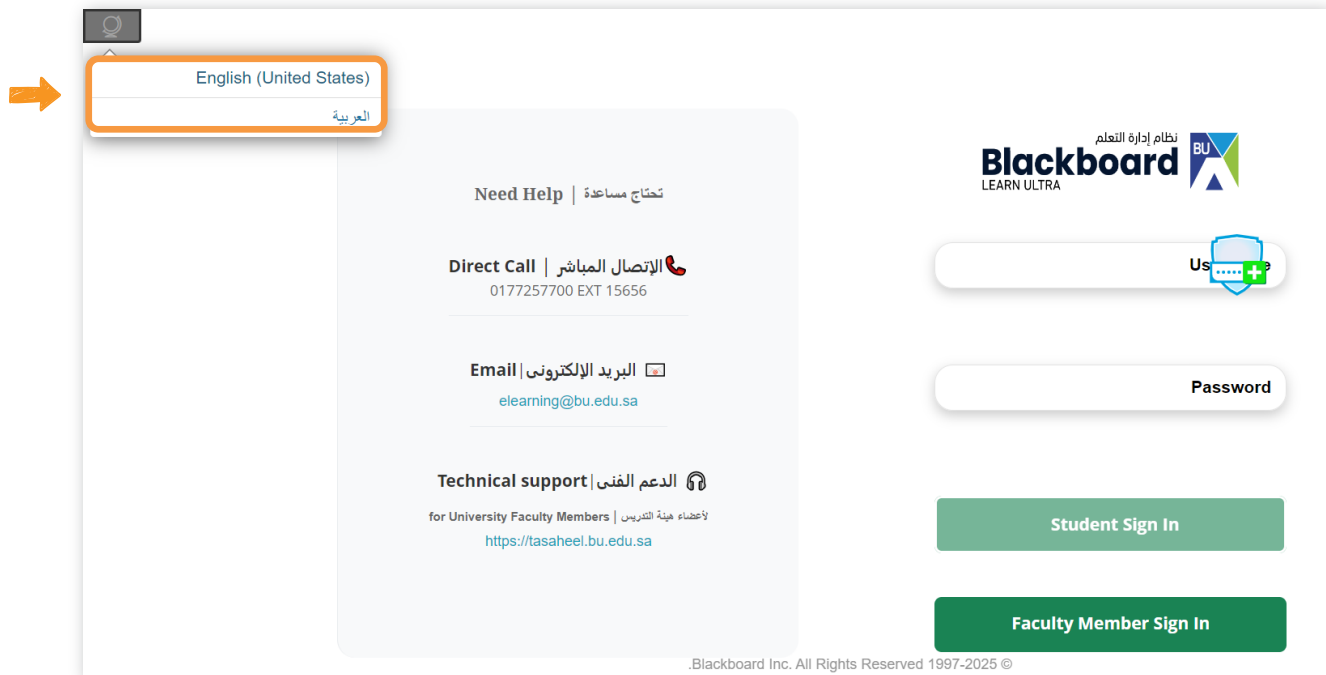 English (United States)
العربية
نظام إدارة التعلم
Blackboard
LEARN ULTRA
BU
تحتاج مساعدة | Need Help
الإتصال المباشر | Direct Call
0177257700 EXT 15656
البريد الإلكترونى|Email
elearning@bu.edu.sa
الدعم الفنى|Technical support
لأعضاء هيئة التدريس | for University Faculty Members
https://tasaheel.bu.edu.sa
Password
Student Sign In
Faculty Member Sign In
.Blackboard Inc. All Rights Reserved 1997-2025 ©